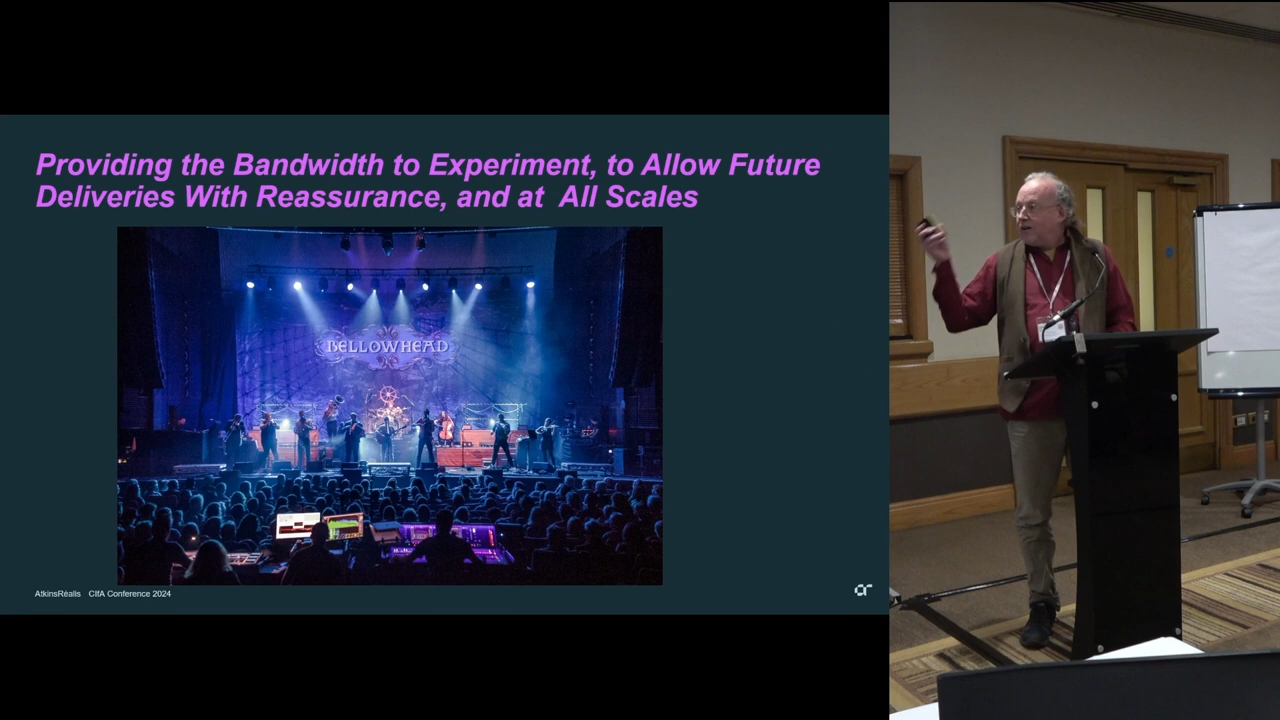 Providing the Bandwidth to Experiment, to Allow Future
Deliveries With Reassurance, and at  All Scales
BELLOWHEAD
AtkinsRéalis CIfA Conference 2024